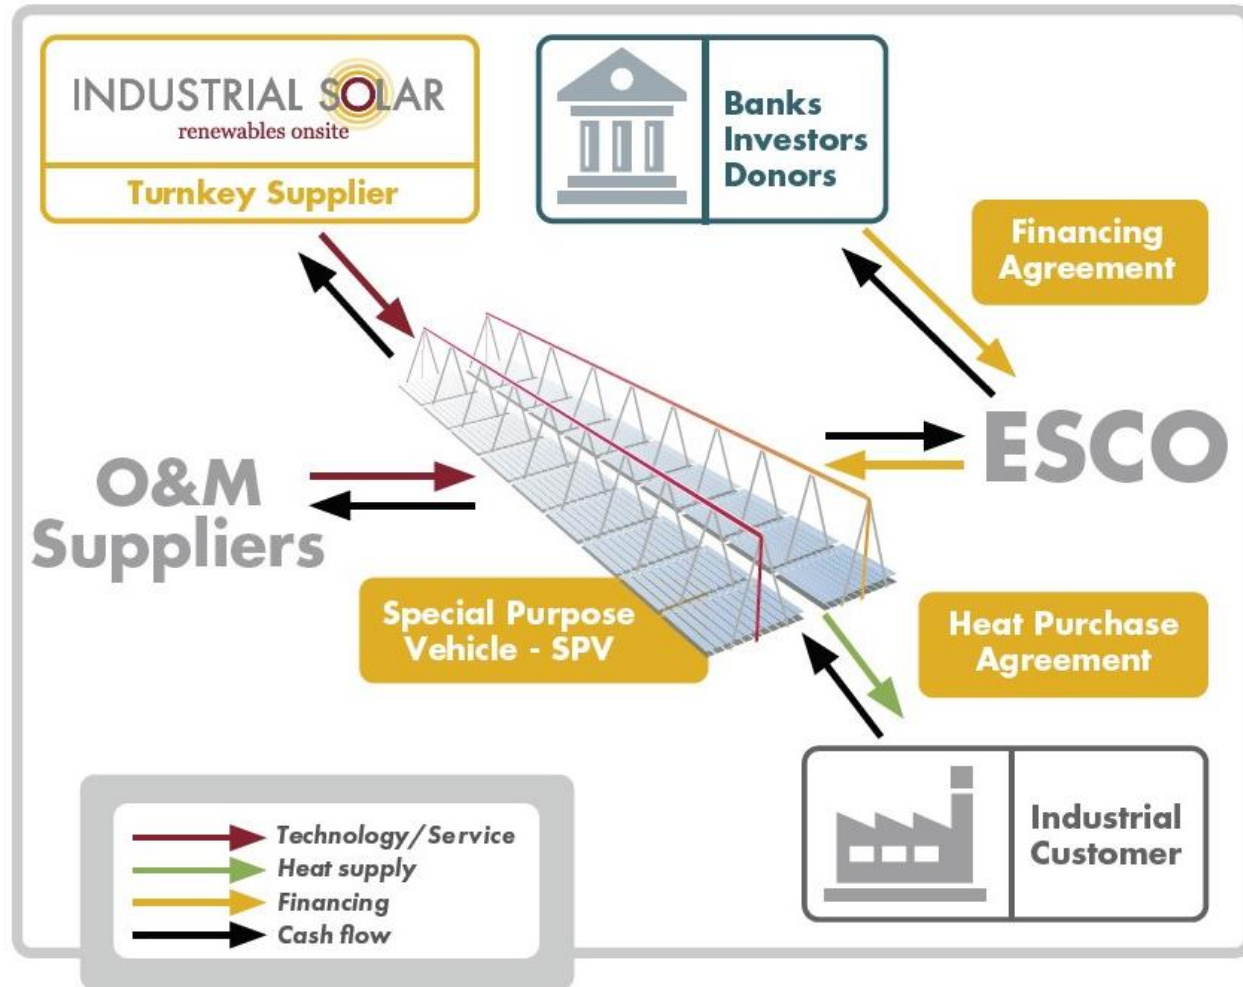 INDUSTRIAL SOLAR
renewables onsite
Turnkey Supplier
Banks
Investors
Donors
Financing
Agreement
ESCO
O&M
Suppliers
Special Purpose
Vehicle - SPV
Heat Purchase
Agreement
Industrial
Customer
Technology/Service
Heat supply
Financing
Cash flow